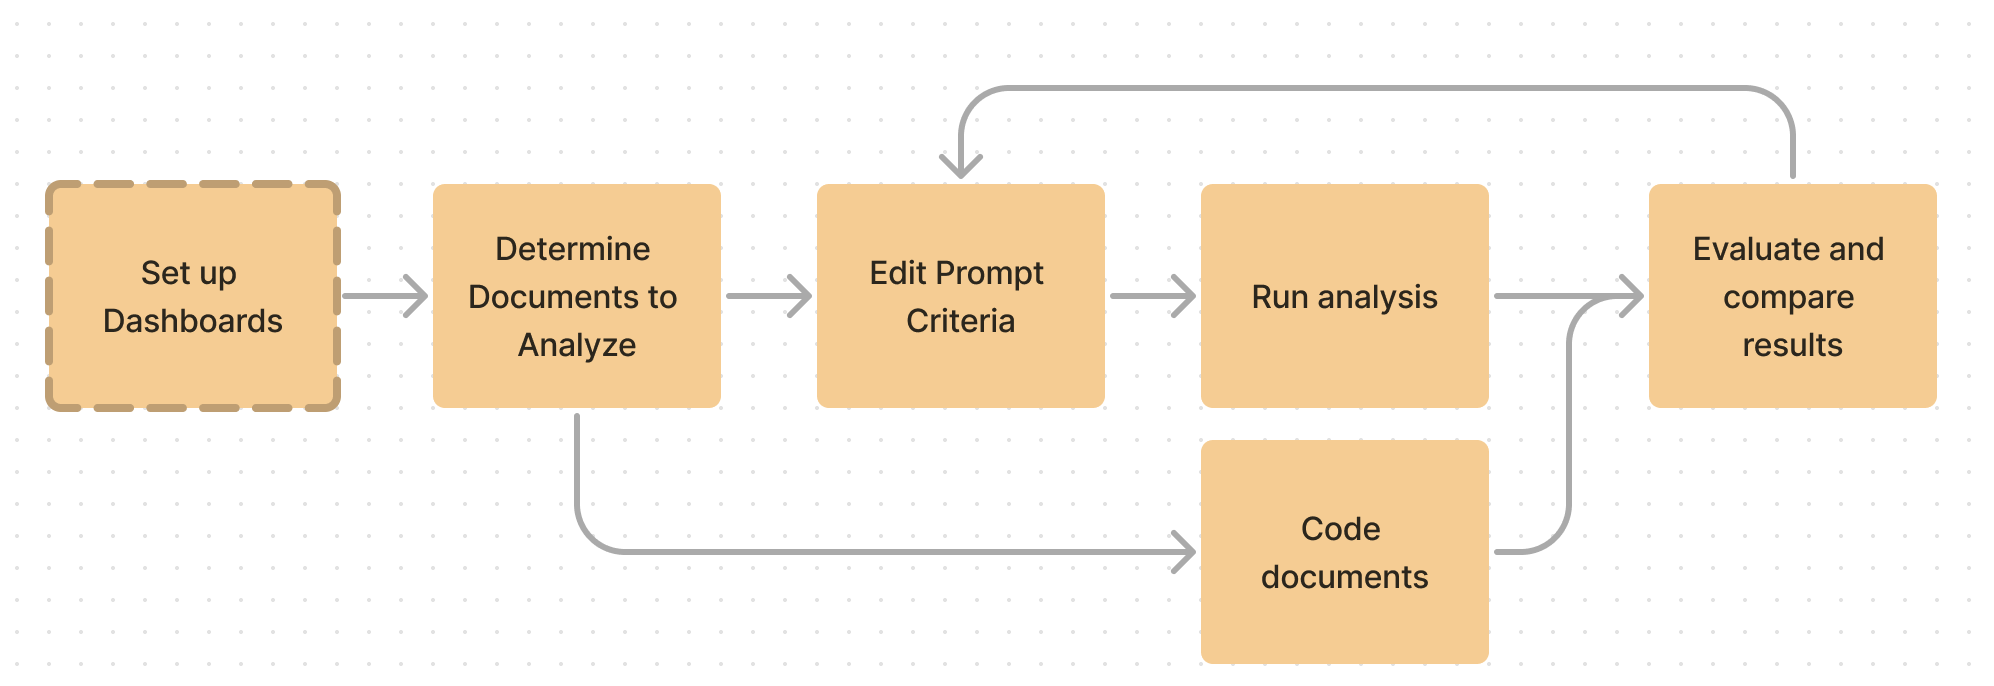 Set up
Dashboards
Determine
Documents to
Analyze
Edit Prompt
Criteria
Run analysis
Evaluate and
compare
results
Code
documents